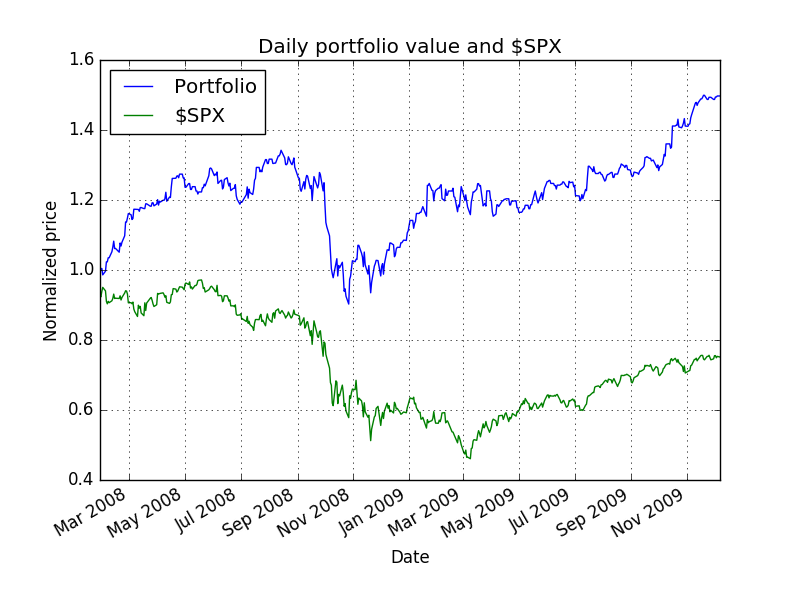 Daily portfolio value and $SPX
Portfolio
$SPX
1.6
1.4
1.2
1.0
0.8
0.6
0.4
Normalized price
Mar 2008
May 2008
Jul 2008
Sep 2008
Nov 2008
Jan 2009
Mar 2009
May 2009
Jul 2009
Sep 2009
Nov 2009
Date